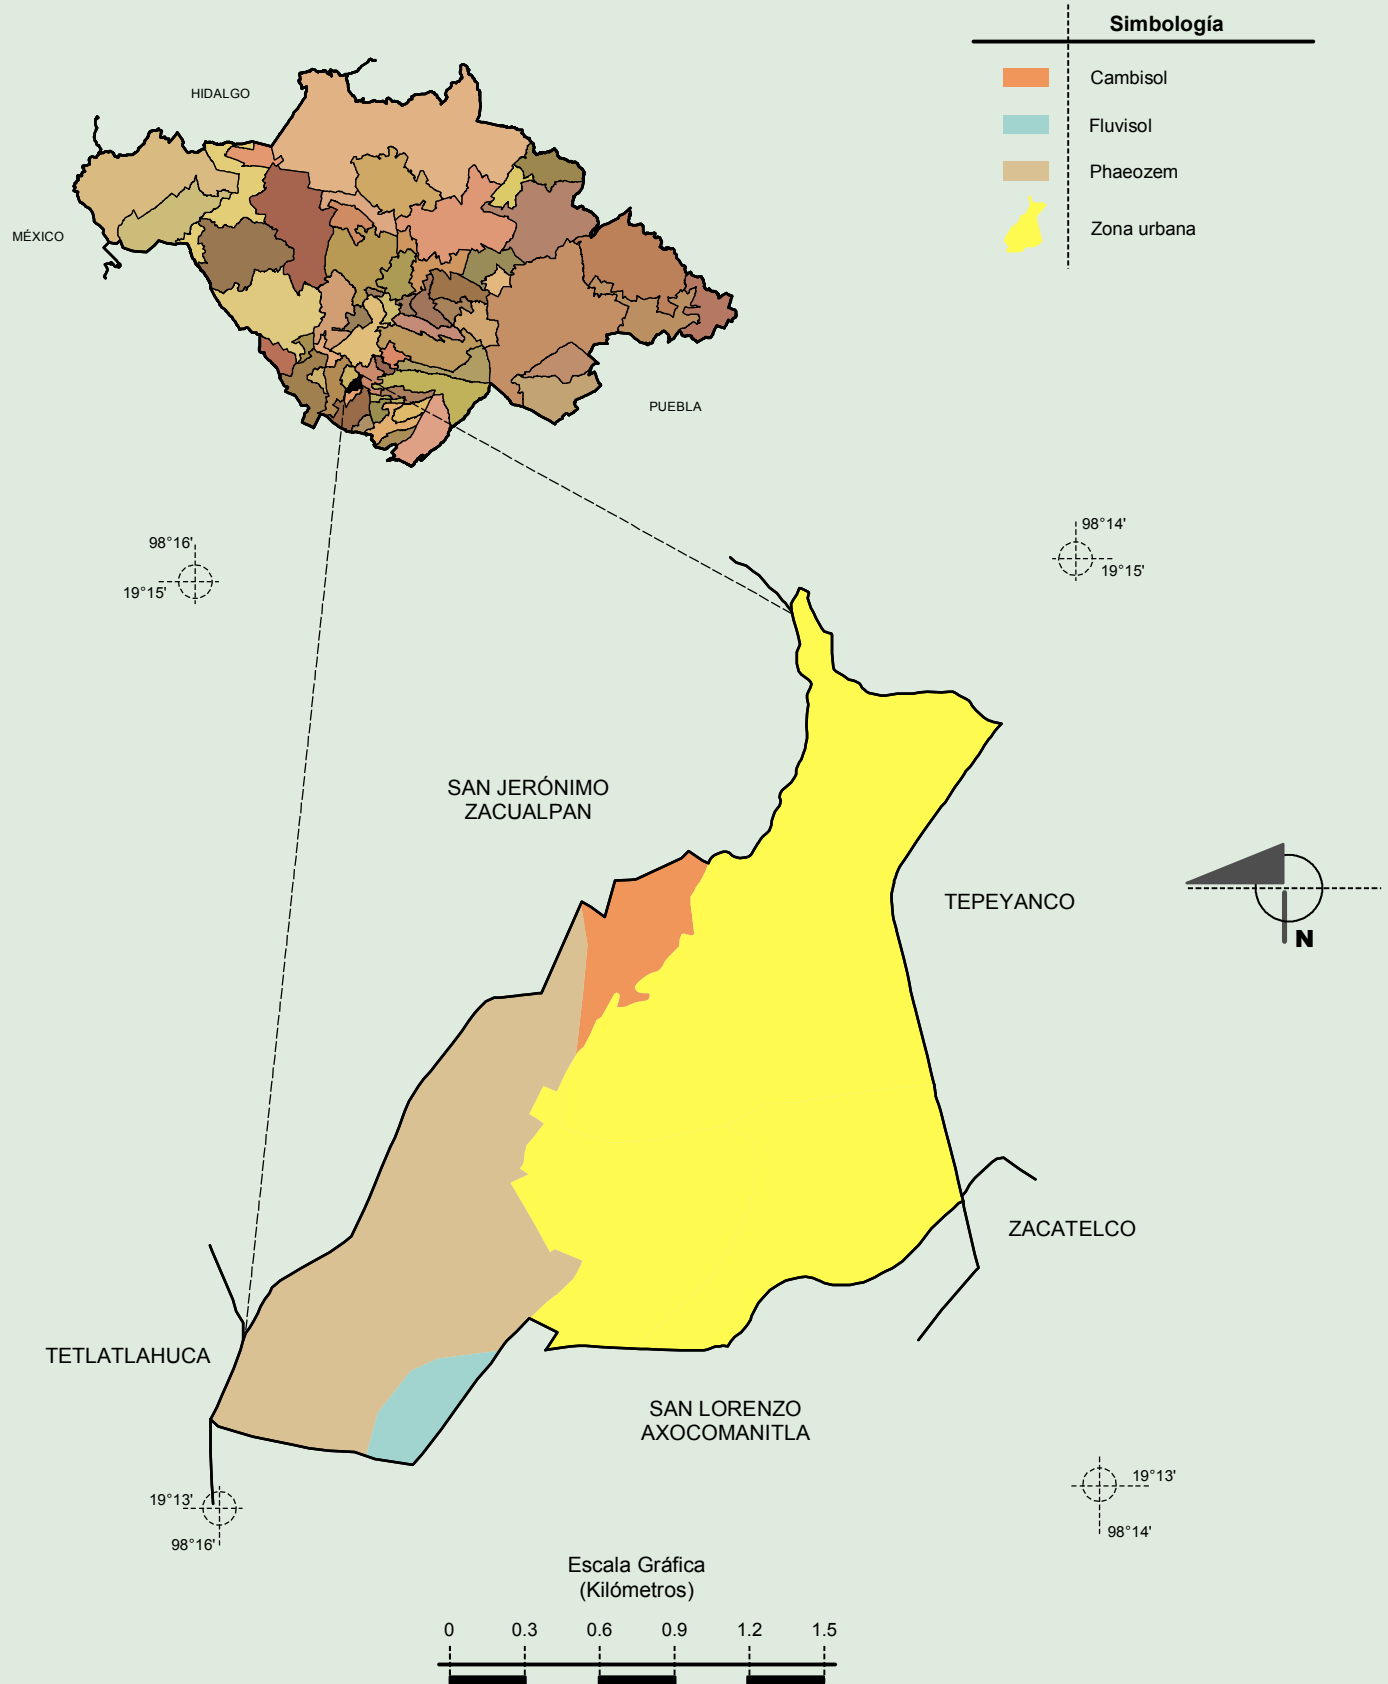 Simbología
Cambisol
Fluvisol
Phaeozem
Zona urbana
HIDALGO
MÉXICO
PUEBLA
98°16'
19°15'
98°14'
19°15'
SAN JERÓNIMO
ZACUALPAN
TEPEYANCO
N
ZACATELCO
TETLATLAHUCA
SAN LORENZO
AXOCOMANITLA
19°13'
98°16'
19°13'
98°14'
Escala Gráfica
(Kilómetros)
0 0.3 0.6 0.9 1.2 1.5